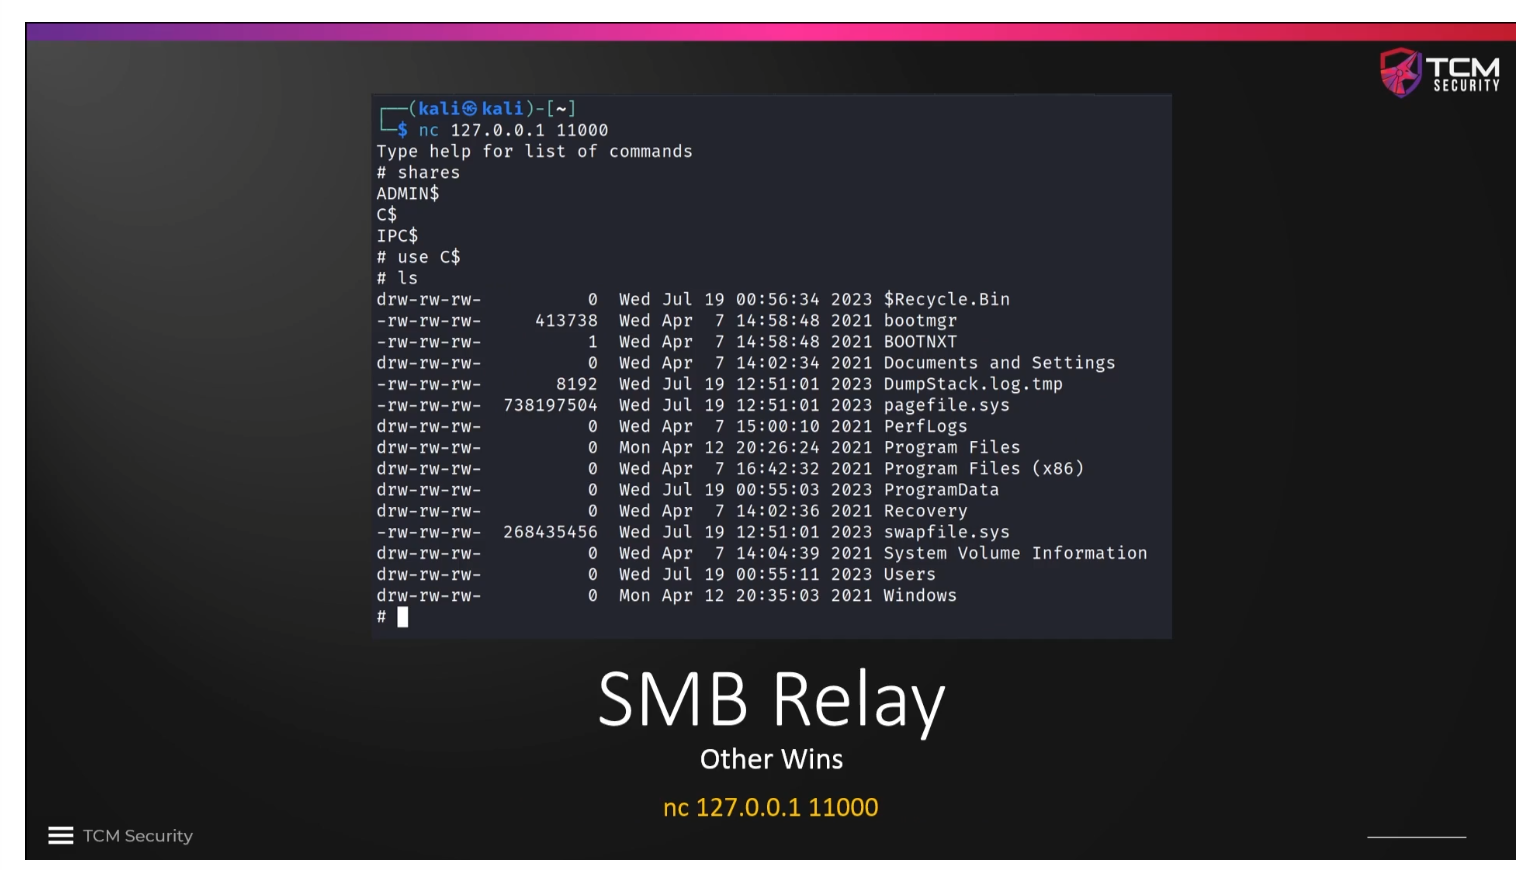 TCM
SECURITY
┌──(kali㉿kali)-[~]
└─$ nc 127.0.0.1 11000
Type help for list of commands
# shares
ADMIN$
C$
IPC$
# use C$
# ls
drw-rw-rw-          0  Wed Jul 19 00:56:34 2023 $Recycle.Bin
-rw-rw-rw-     413738  Wed Apr  7 14:58:48 2021 bootmgr
-rw-rw-rw-          1  Wed Apr  7 14:58:48 2021 BOOTNXT
drw-rw-rw-          0  Wed Apr  7 14:02:34 2021 Documents and Settings
-rw-rw-rw-       8192  Wed Jul 19 12:51:01 2023 DumpStack.log.tmp
-rw-rw-rw-  738197504  Wed Jul 19 12:51:01 2023 pagefile.sys
drw-rw-rw-          0  Wed Apr  7 15:00:10 2021 PerfLogs
drw-rw-rw-          0  Mon Apr 12 20:26:24 2021 Program Files
drw-rw-rw-          0  Wed Apr  7 16:42:32 2021 Program Files (x86)
drw-rw-rw-          0  Wed Jul 19 00:55:03 2023 ProgramData
drw-rw-rw-          0  Wed Apr  7 14:02:36 2021 Recovery
-rw-rw-rw-  268435456  Wed Jul 19 12:51:01 2023 swapfile.sys
drw-rw-rw-          0  Wed Apr  7 14:04:39 2021 System Volume Information
drw-rw-rw-          0  Wed Jul 19 00:55:11 2023 Users
drw-rw-rw-          0  Mon Apr 12 20:35:03 2021 Windows
#
SMB Relay
Other Wins
nc 127.0.0.1 11000
TCM Security